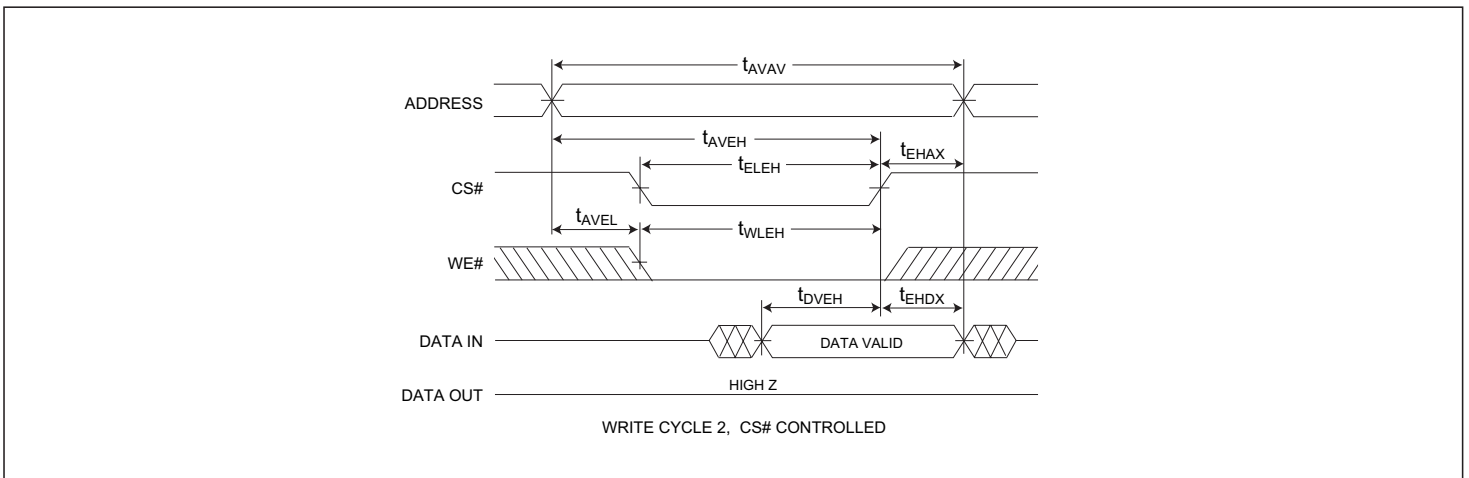 tAVAV
ADDRESS
tAVEH
tELEH
tEHAX
CS#
tAVEL
tWLEH
WE#
tDVEH
tEHDX
DATA IN
DATA VALID
DATA OUT
HIGH Z
WRITE CYCLE 2, CS# CONTROLLED